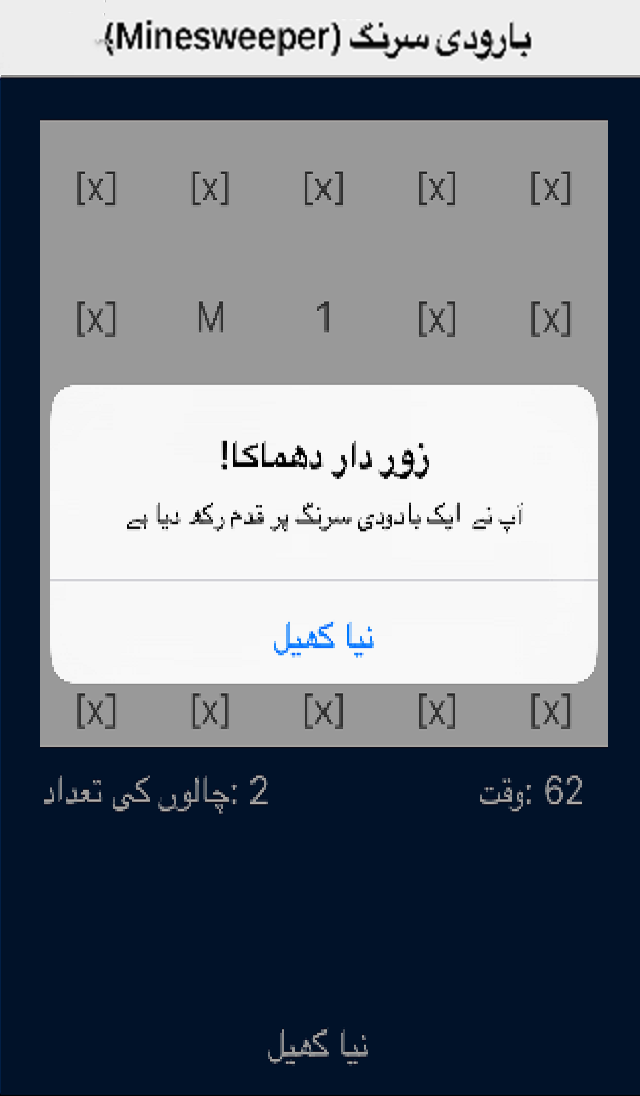 بارودی سرنگ (Minesweeper)
[x] [x] [x] [x] [x]
[x] M 1 [x] [x]
زور دار دھماکا!
آپ نے ایک بادودی سرنگ پر قدم رکھ دیا ہے
نیا کھیل
[x] [x] [x] [x] [x]
چالوں کی تعداد: 2
وقت: 62
نیا کھیل